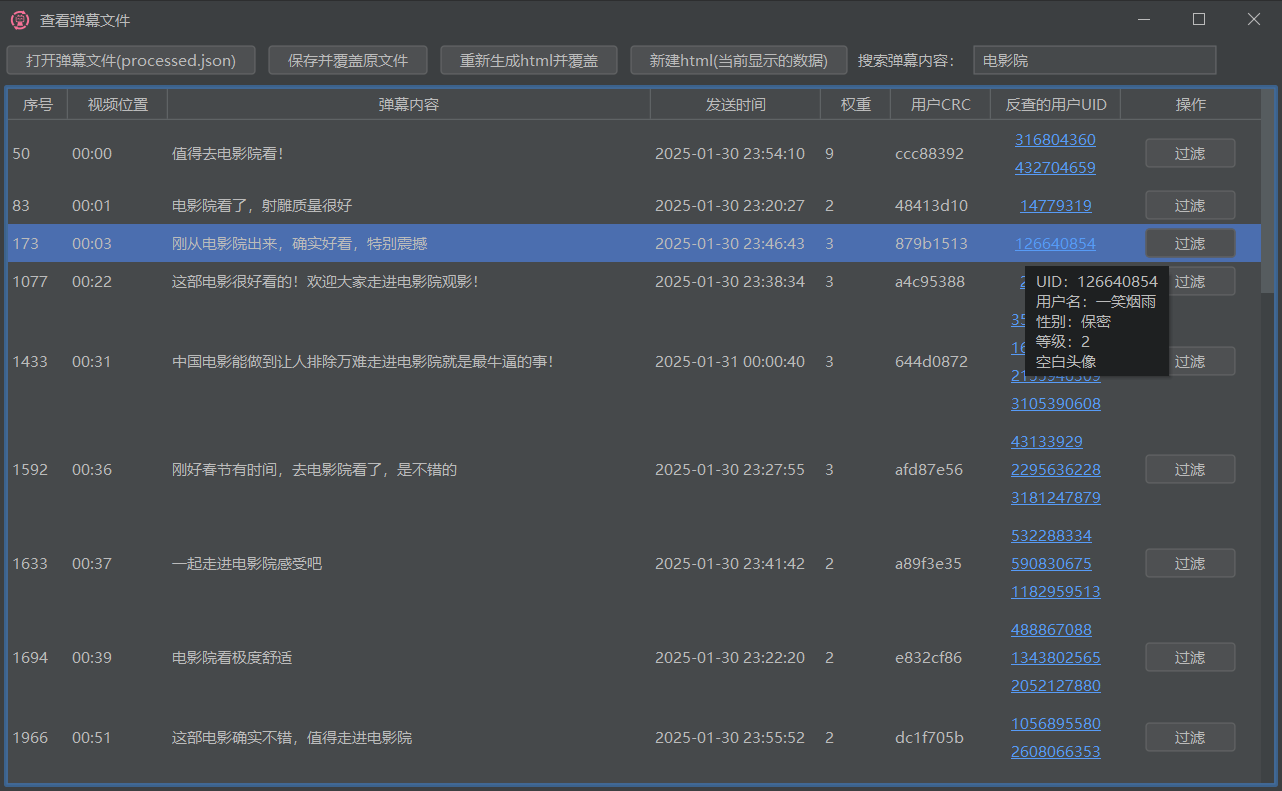 查看弹幕文件
打开弹幕文件(processed.json) 保存并覆盖原文件 重新生成html并覆盖 新建html(当前显示的数据) 搜索弹幕内容： 电影院
序号 视频位置 弹幕内容 发送时间 权重 用户CRC 反查的用户UID 操作
50 00:00 值得去电影院看！ 2025-01-30 23:54:10 9 ccc88392 316804360 过滤
432704659
83 00:01 电影院看了，射雕质量很好 2025-01-30 23:20:27 2 48413d10 14779319 过滤
173 00:03 刚从电影院出来，确实好看，特别震撼 2025-01-30 23:46:43 3 879b1513 126640854 过滤
1077 00:22 这部电影很好看的！欢迎大家走进电影院观影！ 2025-01-30 23:38:34 3 a4c95388 过滤
UID：126640854
用户名：一笑烟雨
性别：保密
等级：2
空白头像
1433 00:31 中国电影能做到让人排除万难走进电影院就是最牛逼的事！ 2025-01-31 00:00:40 3 644d0872 过滤
3105390608
1592 00:36 刚好春节有时间，去电影院看了，是不错的 2025-01-30 23:27:55 3 afd87e56 43133929 过滤
2295636228
3181247879
1633 00:37 一起走进电影院感受吧 2025-01-30 23:41:42 2 a89f3e35 532288334 过滤
590830675
1182959513
1694 00:39 电影院看极度舒适 2025-01-30 23:22:20 2 e832cf86 488867088 过滤
1343802565
2052127880
1966 00:51 这部电影确实不错，值得走进电影院 2025-01-30 23:55:52 2 dc1f705b 1056895580 过滤
2608066353